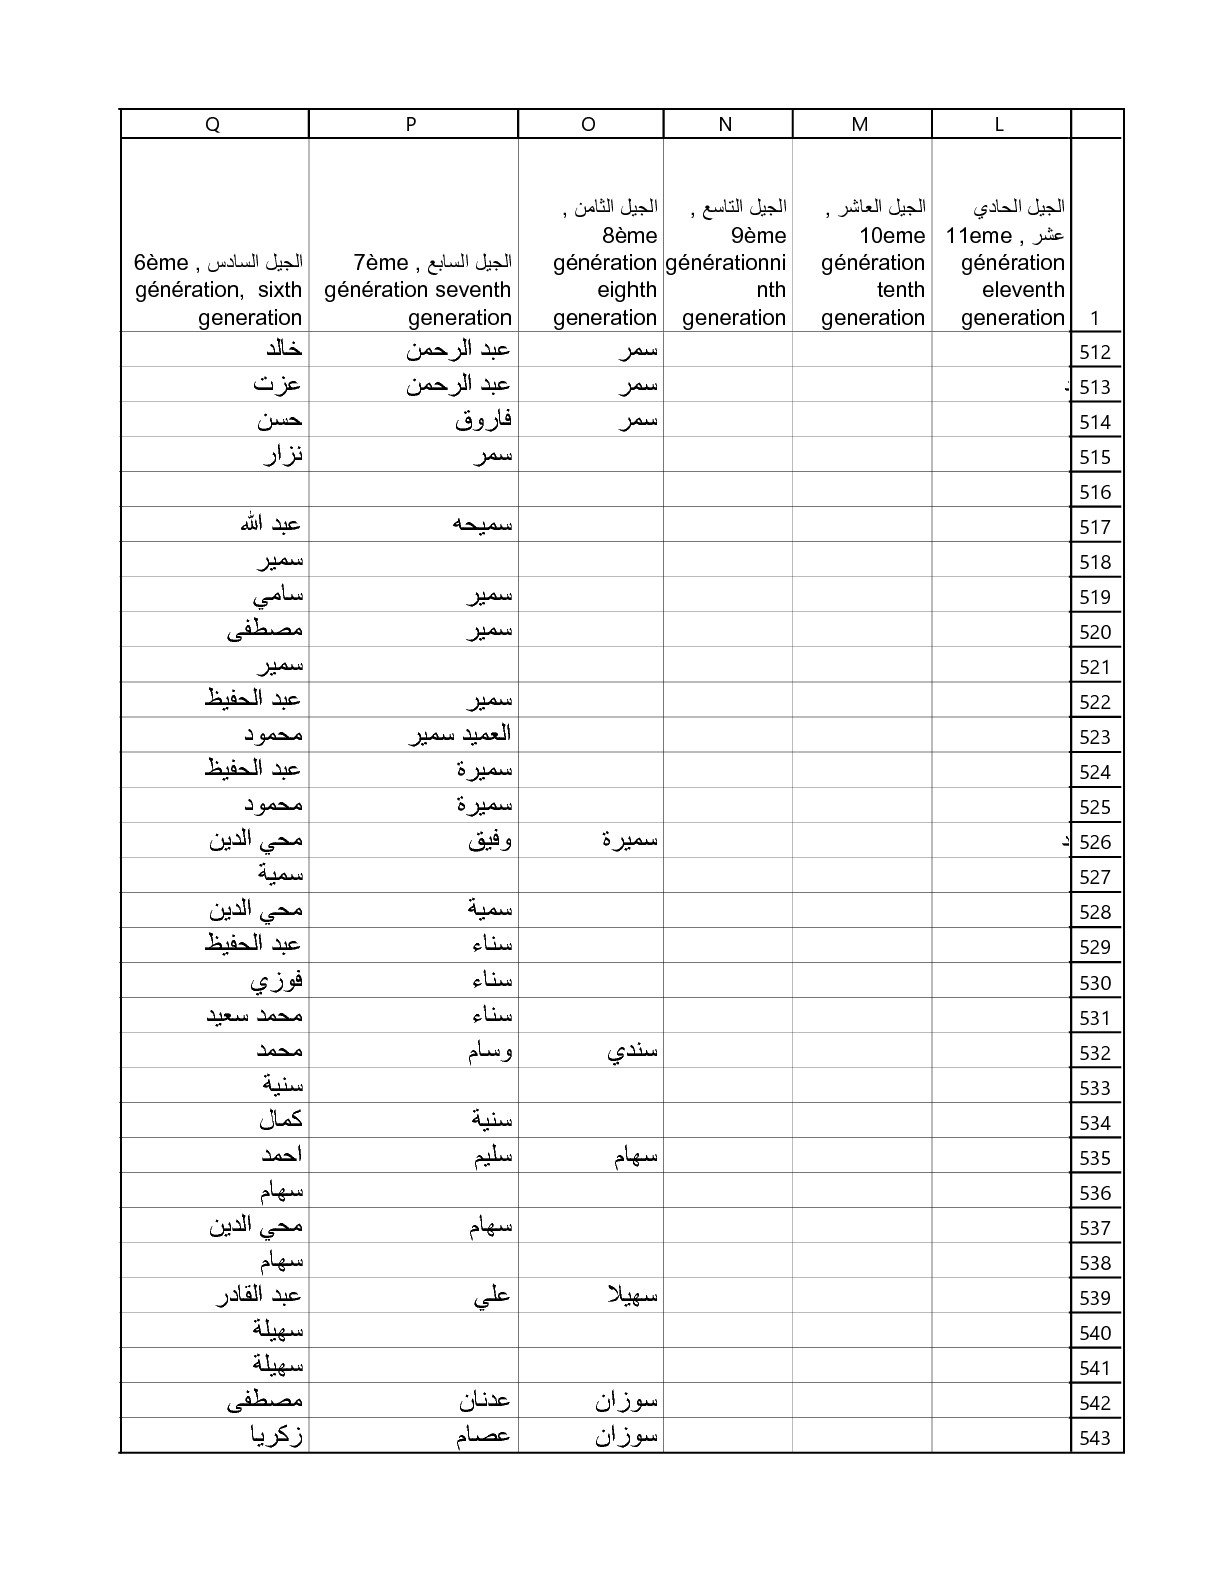 Q P O N M L
الجيل السادس , 6ème génération, sixth generation
الجيل السابع , 7ème génération seventh generation
الجيل الثامن , 8ème génération eighth generation
الجيل التاسع , 9ème générationni nth generation
الجيل العاشر , 10eme génération tenth generation
الجيل الحادي عشر , 11eme génération eleventh generation
1
خالد عبد الرحمن سمر 512
عزت عبد الرحمن سمر 513
حسن فاروق سمر 514
نزار سمر 515
516
عبد الله سميحه 517
سمير 518
سامي سمير 519
مصطفى سمير 520
سمير 521
عبد الحفيظ سمير 522
محمود العميد سمير 523
عبد الحفيظ سميرة 524
محمود سميرة 525
محي الدين وفيق سميرة 526
سمية 527
محي الدين سمية 528
عبد الحفيظ سناء 529
فوزي سناء 530
محمد سعيد سناء 531
محمد وسام سندي 532
سنية 533
كمال سنية 534
احمد سليم سهام 535
سهام 536
محي الدين سهام 537
سهام 538
عبد القادر علي سهيلا 539
سهيلة 540
سهيلة 541
مصطفى عدنان سوزان 542
زكريا عصام سوزان 543